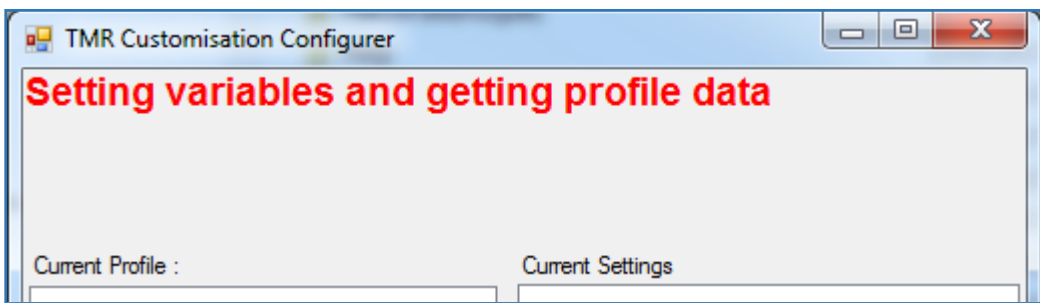 TMR Customisation Configurer
Setting variables and getting profile data
Current Profile :
Current Settings